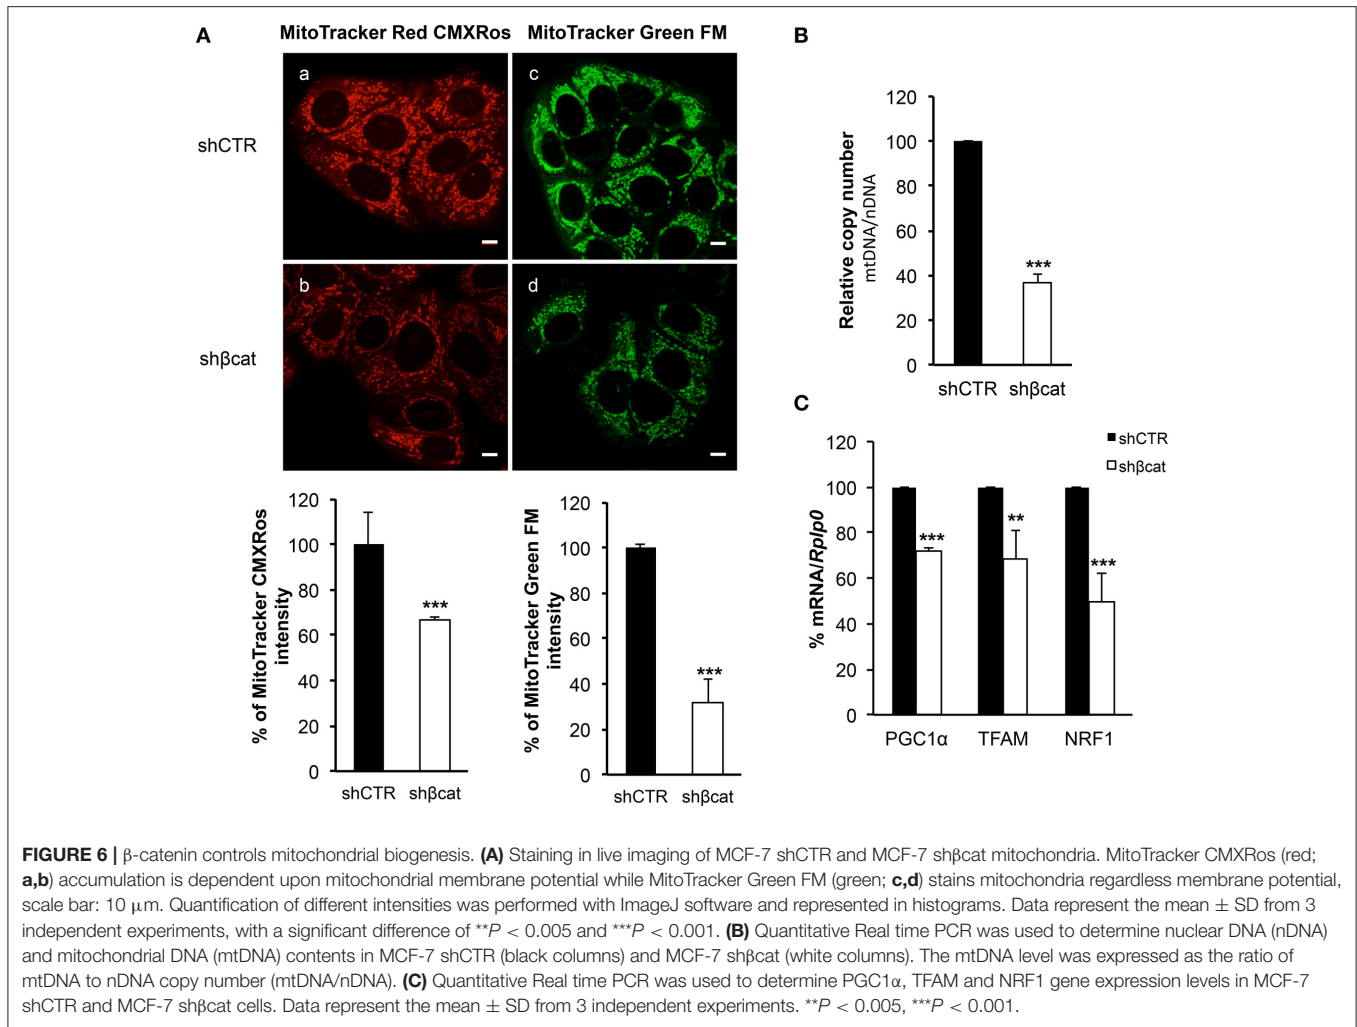 A
MitoTracker Red CMXRos
MitoTracker Green FM
a
c
shCTR
b
d
shβcat
120
100
80
60
40
20
0
% of MitoTracker CMXRos
intensity
***
shCTR
shβcat
120
100
80
60
40
20
0
% of MitoTracker Green FM
intensity
***
shCTR
shβcat
B
120
100
80
60
40
20
0
Relative copy number
mtDNA/nDNA
***
shCTR
shβcat
C
shCTR
shβcat
120
100
80
60
40
20
0
% mRNA/Rplp0
***
**
***
PGC1α
TFAM
NRF1
FIGURE 6 | β-catenin controls mitochondrial biogenesis. (A) Staining in live imaging of MCF-7 shCTR and MCF-7 shβcat mitochondria. MitoTracker CMXRos (red;
a,b) accumulation is dependent upon mitochondrial membrane potential while MitoTracker Green FM (green; c,d) stains mitochondria regardless membrane potential,
scale bar: 10 μm. Quantification of different intensities was performed with ImageJ software and represented in histograms. Data represent the mean ± SD from 3
independent experiments, with a significant difference of **P < 0.005 and ***P < 0.001. (B) Quantitative Real time PCR was used to determine nuclear DNA (nDNA)
and mitochondrial DNA (mtDNA) contents in MCF-7 shCTR (black columns) and MCF-7 shβcat (white columns). The mtDNA level was expressed as the ratio of
mtDNA to nDNA copy number (mtDNA/nDNA). (C) Quantitative Real time PCR was used to determine PGC1α, TFAM and NRF1 gene expression levels in MCF-7
shCTR and MCF-7 shβcat cells. Data represent the mean ± SD from 3 independent experiments. **P < 0.005, ***P < 0.001.